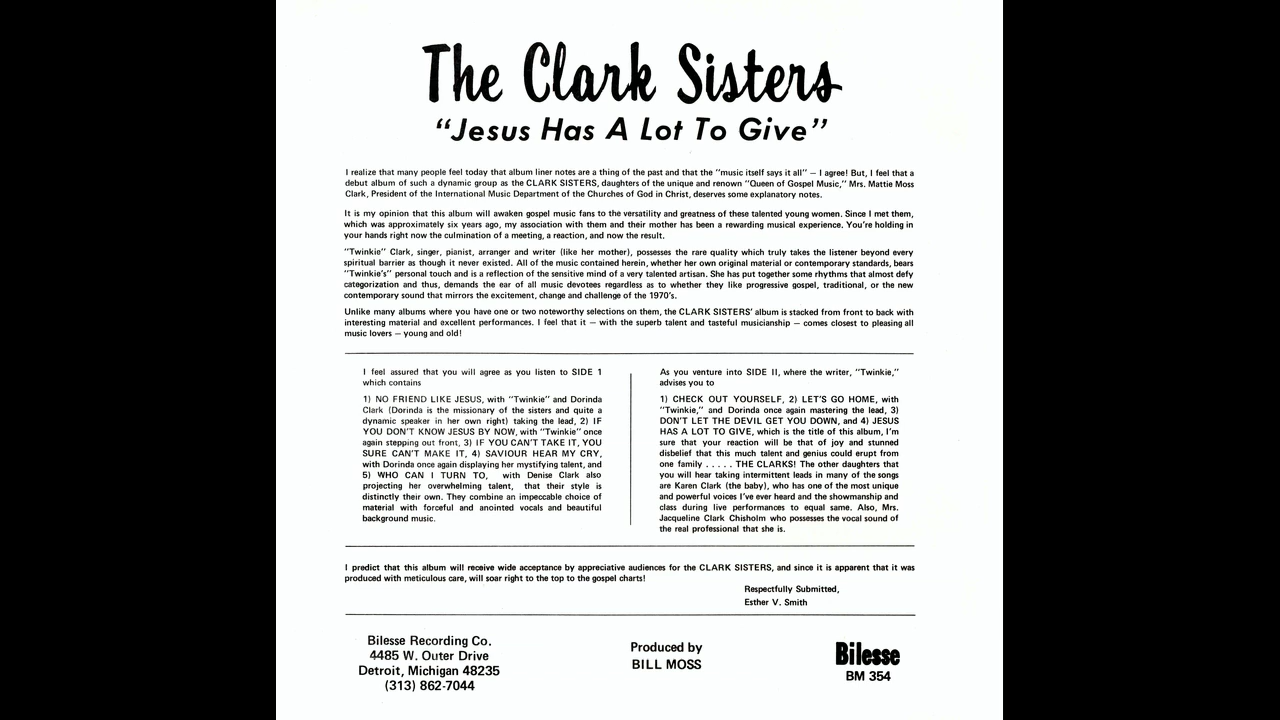 The Clark Sisters
“Jesus Has A Lot To Give”
I realize that many people feel today that album liner notes are a thing of the past and that the “music itself says it all” — I agree! But, I feel that a
debut album of such a dynamic group as the CLARK SISTERS, daughters of the unique and renown “Queen of Gospel Music,” Mrs. Mattie Moss
Clark, President of the International Music Department of the Churches of God in Christ, deserves some explanatory notes.
It is my opinion that this album will awaken gospel music fans to the versatility and greatness of these talented young women. Since I met them,
which was approximately six years ago, my association with them and their mother has been a rewarding musical experience. You’re holding in
your hands right now the culmination of a meeting, a reaction, and now the result.
“Twinkie” Clark, singer, pianist, arranger and writer (like her mother), possesses the rare quality which truly takes the listener beyond every
spiritual barrier as though it never existed. All of the music contained herein, whether her own original material or contemporary standards, bears
“Twinkie’s” personal touch and is a reflection of the sensitive mind of a very talented artisan. She has put together some rhythms that almost defy
categorization and thus, demands the ear of all music devotees regardless as to whether they like progressive gospel, traditional, or the new
contemporary sound that mirrors the excitement, change and challenge of the 1970’s.
Unlike many albums where you have one or two noteworthy selections on them, the CLARK SISTERS’ album is stacked from front to back with
interesting material and excellent performances. I feel that it — with the superb talent and tasteful musicianship — comes closest to pleasing all
music lovers — young and old!
I feel assured that you will agree as you listen to SIDE 1
which contains
1) NO FRIEND LIKE JESUS, with “Twinkie” and Dorinda
Clark (Dorinda is the missionary of the sisters and quite a
dynamic speaker in her own right) taking the lead, 2) IF
YOU DON’T KNOW JESUS BY NOW, with “Twinkie” once
again stepping out front, 3) IF YOU CAN’T TAKE IT, YOU
SURE CAN’T MAKE IT, 4) SAVIOUR HEAR MY CRY,
with Dorinda once again displaying her mystifying talent, and
5) WHO CAN I TURN TO, with Denise Clark also
projecting her overwhelming talent, that their style is
distinctly their own. They combine an impeccable choice of
material with forceful and anointed vocals and beautiful
background music.
As you venture into SIDE II, where the writer, “Twinkie,”
advises you to
1) CHECK OUT YOURSELF, 2) LET’S GO HOME, with
“Twinkie,” and Dorinda once again mastering the lead, 3)
DON’T LET THE DEVIL GET YOU DOWN, and 4) JESUS
HAS A LOT TO GIVE, which is the title of this album, I’m
sure that your reaction will be that of joy and stunned
disbelief that this much talent and genius could erupt from
one family . . . . . THE CLARKS! The other daughters that
you will hear taking intermittent leads in many of the songs
are Karen Clark (the baby), who has one of the most unique
and powerful voices I’ve ever heard and the showmanship and
class during live performances to equal same. Also, Mrs.
Jacqueline Clark Chisholm who possesses the vocal sound of
the real professional that she is.
I predict that this album will receive wide acceptance by appreciative audiences for the CLARK SISTERS, and since it is apparent that it was
produced with meticulous care, will soar right to the top to the gospel charts!
Respectfully Submitted,
Esther V. Smith
Bilesse Recording Co.
4485 W. Outer Drive
Detroit, Michigan 48235
(313) 862-7044
Produced by
BILL MOSS
Bilesse
BM 354